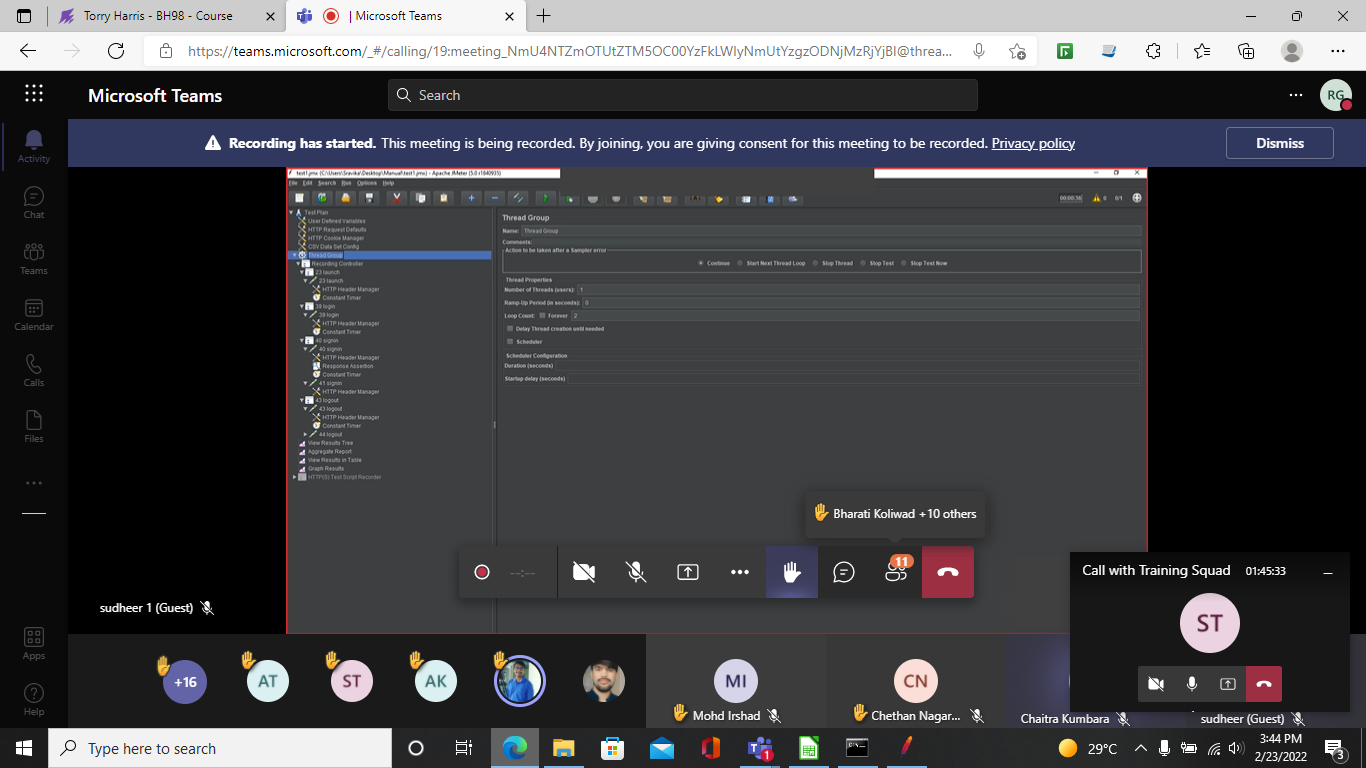 Torry Harris - BH98 - Course
| Microsoft Teams
https://teams.microsoft.com/_#/calling/19:meeting_NmU4NTZmOTUtZTM5OC00YzFkLWIyNmUtYzgzODNjMzRjYjBl@threa...
Microsoft Teams
Search
RG
Recording has started. This meeting is being recorded. By joining, you are giving consent for this meeting to be recorded. Privacy policy
Dismiss
Activity
Chat
Teams
Calendar
Calls
Files
Apps
Help
test1.jmx (C:\Users\Sravika\Desktop\Manual\test1.jmx) - Apache JMeter (5.0 r1840935)
File Edit Search Run Options Help
00:00:36
0
0/1
Test Plan
User Defined Variables
HTTP Request Defaults
HTTP Cookie Manager
CSV Data Set Config
Thread Group
Recording Controller
23 launch
23 launch
HTTP Header Manager
Constant Timer
39 login
39 login
HTTP Header Manager
Constant Timer
40 signin
40 signin
HTTP Header Manager
Response Assertion
Constant Timer
41 signin
HTTP Header Manager
43 logout
43 logout
HTTP Header Manager
Constant Timer
44 logout
View Results Tree
Aggregate Report
View Results in Table
Graph Results
HTTP(S) Test Script Recorder
Thread Group
Name: Thread Group
Comments:
Action to be taken after a Sampler error
Continue Start Next Thread Loop Stop Thread Stop Test Stop Test Now
Thread Properties
Number of Threads (users): 1
Ramp-Up Period (in seconds): 0
Loop Count: Forever 2
Delay Thread creation until needed
Scheduler
Scheduler Configuration
Duration (seconds)
Startup delay (seconds)
Bharati Koliwad +10 others
--:--
11
Call with Training Squad 01:45:33
ST
sudheer 1 (Guest)
+16
AT
ST
AK
MI
Mohd Irshad
CN
Chethan Nagar...
Chaitra Kumbara
sudheer (Guest)
Type here to search
1
29°C
3:44 PM
2/23/2022
3